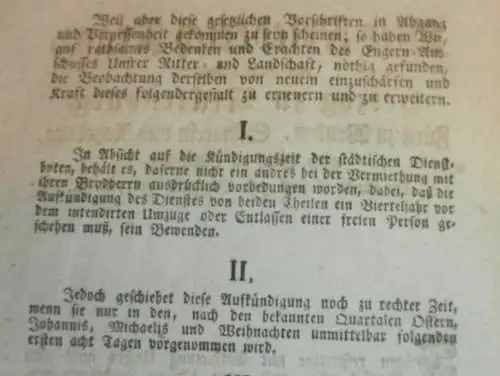 Weil aber diese gesetzlichen Vorschriften in Abgang
und Vergessenheit gekommen zu seyn scheinen; so haben Wir,
auf rathsames Bedenken und Erachten des Engern-Aus-
schusses Unsrer Ritter- und Landschaft, nöthig gefunden,
die Beobachtung derselben von neuem einzuschärfen und
Kraft dieses folgendergestalt zu erneuern und zu erweitern.
I.
In Absicht auf die Kündigungszeit der städtischen Dienst-
boten, behält es, daferne nicht ein andres bei der Vermiethung mit
ihren Brodherrn ausdrücklich vorbedungen worden, dabei, daß die
Aufkündigung des Dienstes von beiden Theilen ein Vierteljahr vor
dem intendirten Umzuge oder Entlassen einer freien Person ge-
schehen muß, sein Bewenden.
II.
Jedoch geschiehet diese Aufkündigung noch zu rechter Zeit,
wenn sie nur in den, nach den bekannten Quartalen Ostern,
Johannis, Michaelis und Weihnachten unmittelbar folgenden
ersten acht Tagen vorgenommen wird.